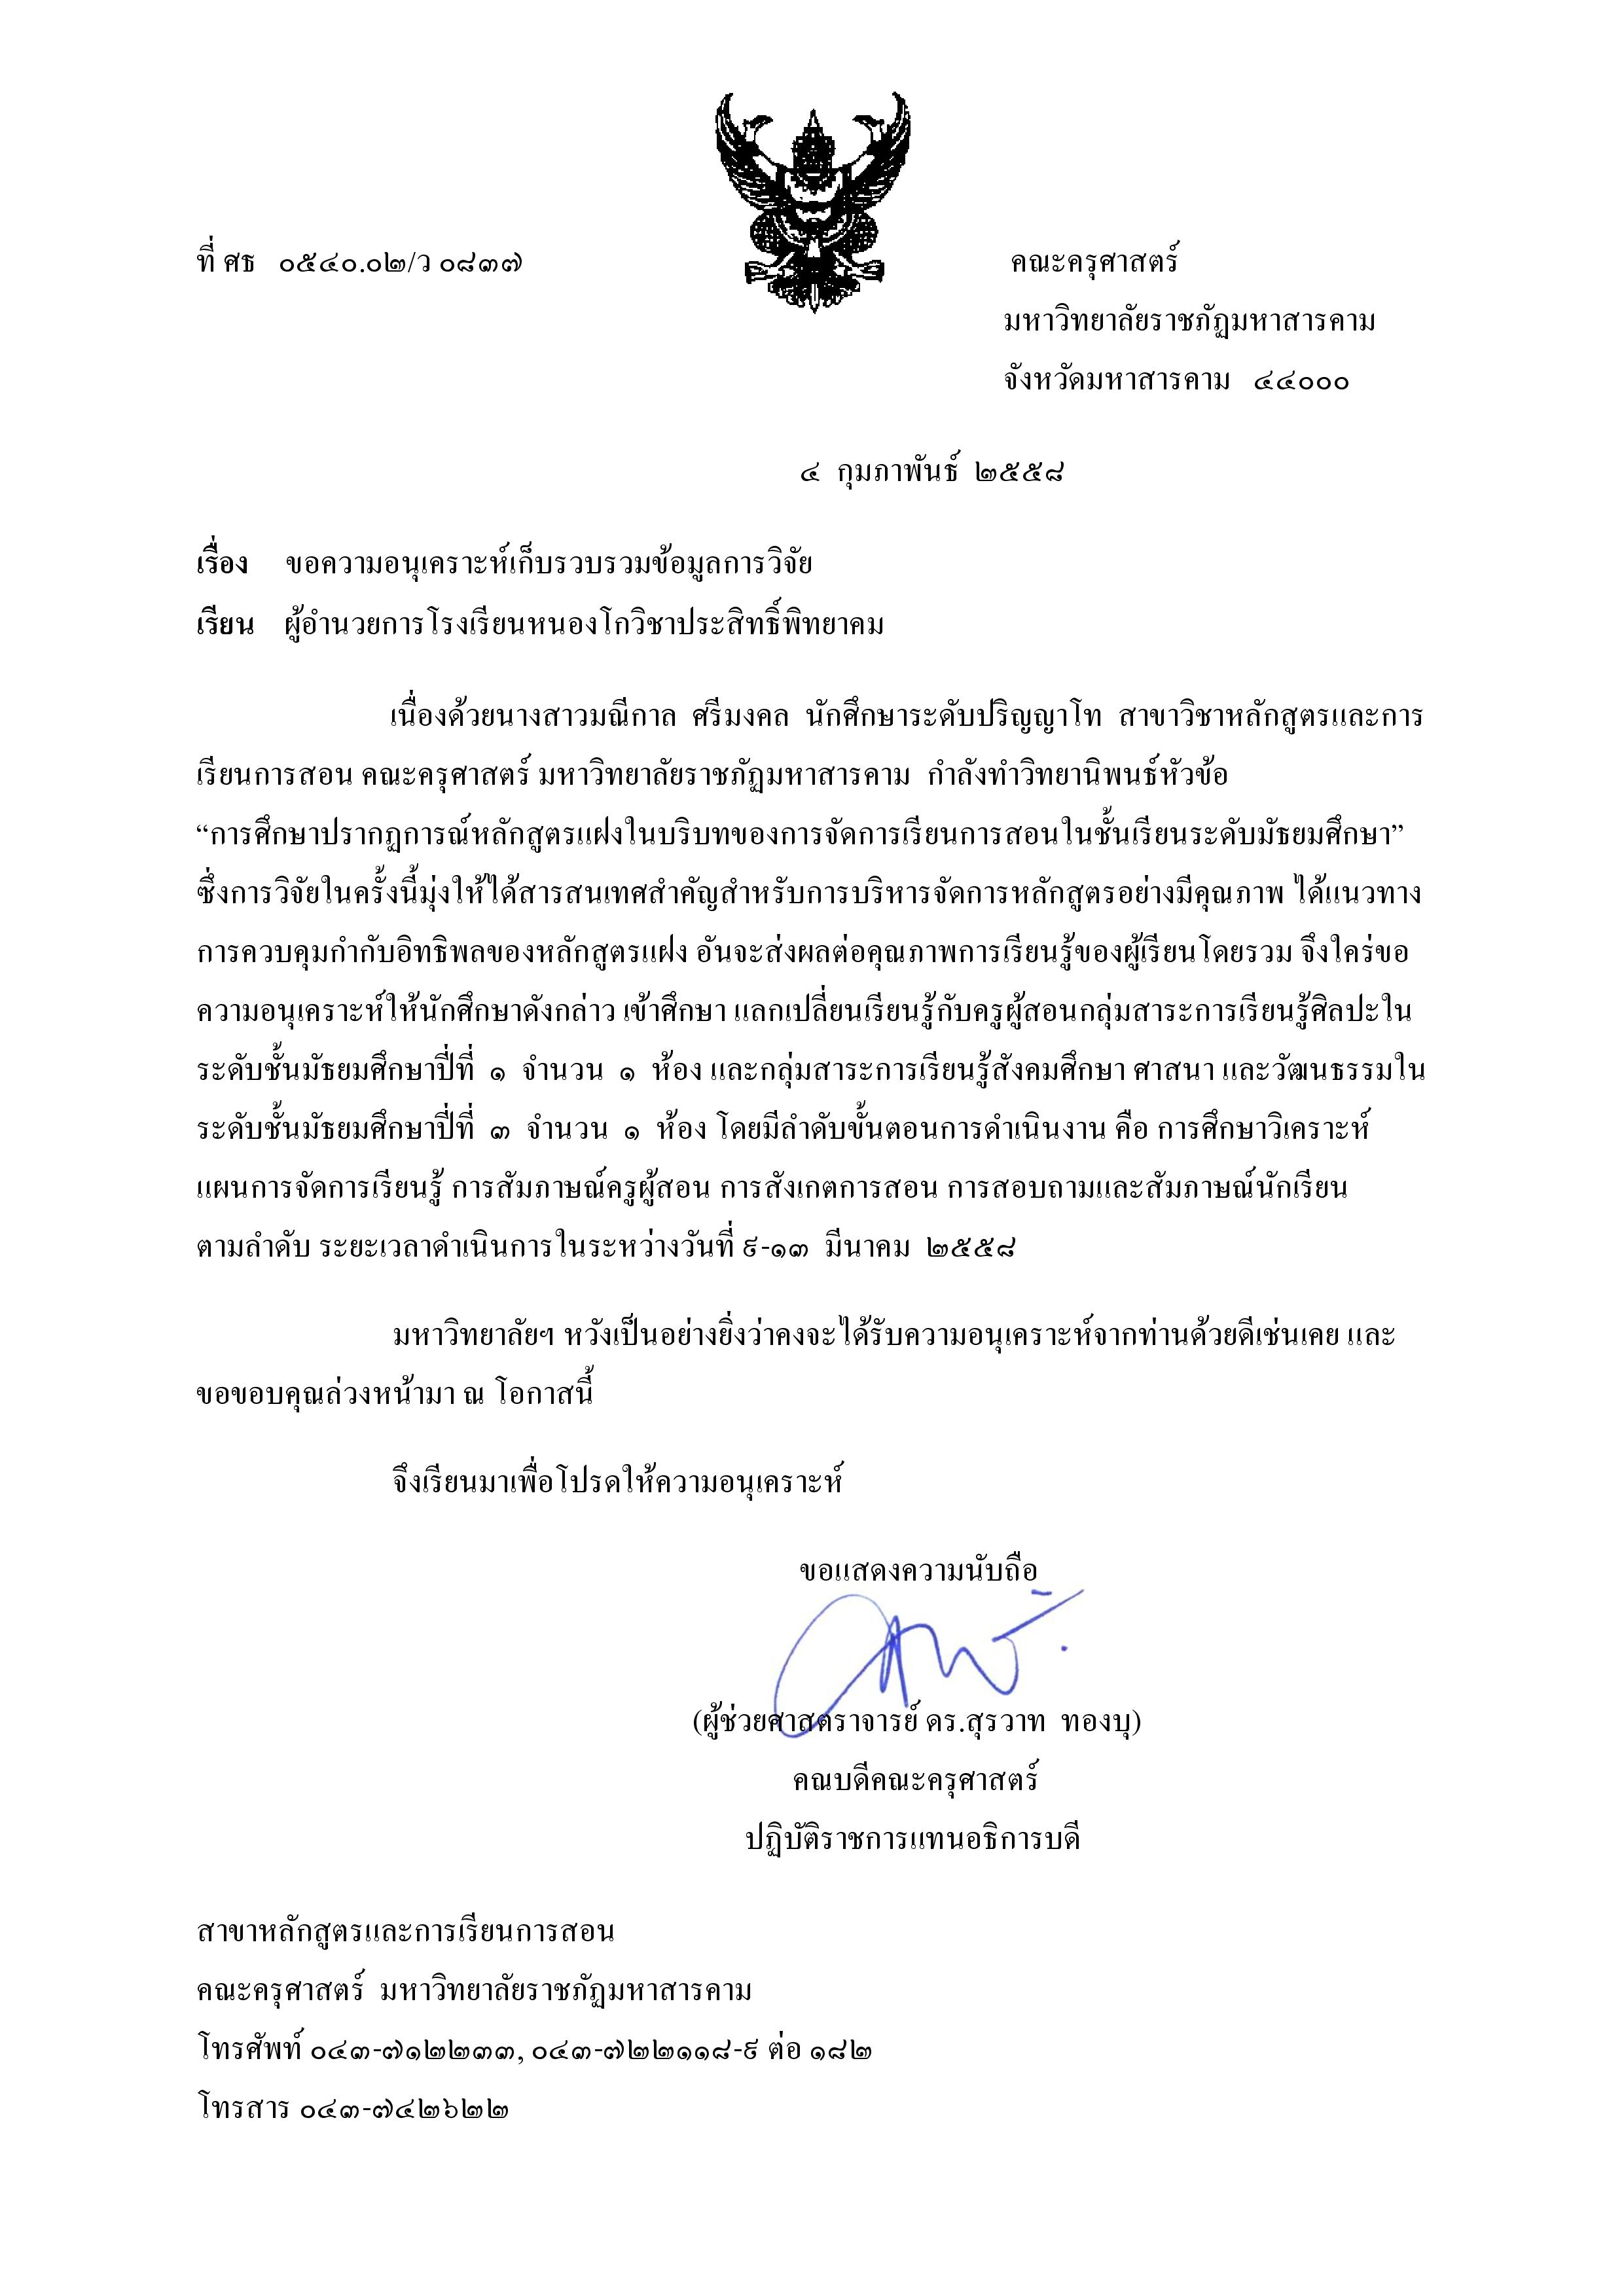 ที่ ศธ ๐๕๔๐.๐๒/ว ๐๘๓๗
คณะครุศาสตร์
มหาวิทยาลัยราชภัฏมหาสารคาม
จังหวัดมหาสารคาม ๔๔๐๐๐
๔ กุมภาพันธ์ ๒๕๕๘
เรื่อง ขอความอนุเคราะห์เก็บรวบรวมข้อมูลการวิจัย
เรียน ผู้อำนวยการโรงเรียนหนองโกวิชาประสิทธิ์พิทยาคม
เนื่องด้วยนางสาวมณีกาล ศรีมงคล นักศึกษาระดับปริญญาโท สาขาวิชาหลักสูตรและการ
เรียนการสอน คณะครุศาสตร์ มหาวิทยาลัยราชภัฏมหาสารคาม กำลังทำวิทยานิพนธ์หัวข้อ
“การศึกษาปรากฏการณ์หลักสูตรแฝงในบริบทของการจัดการเรียนการสอนในชั้นเรียนระดับมัธยมศึกษา”
ซึ่งการวิจัยในครั้งนี้มุ่งให้ได้สารสนเทศสำคัญสำหรับการบริหารจัดการหลักสูตรอย่างมีคุณภาพ ได้แนวทาง
การควบคุมกำกับอิทธิพลของหลักสูตรแฝง อันจะส่งผลต่อคุณภาพการเรียนรู้ของผู้เรียนโดยรวม จึงใคร่ขอ
ความอนุเคราะห์ให้นักศึกษาดังกล่าว เข้าศึกษา แลกเปลี่ยนเรียนรู้กับครูผู้สอนกลุ่มสาระการเรียนรู้ศิลปะใน
ระดับชั้นมัธยมศึกษาปี่ที่ ๑ จำนวน ๑ ห้อง และกลุ่มสาระการเรียนรู้สังคมศึกษา ศาสนา และวัฒนธรรมใน
ระดับชั้นมัธยมศึกษาปี่ที่ ๓ จำนวน ๑ ห้อง โดยมีลำดับขั้นตอนการดำเนินงาน คือ การศึกษาวิเคราะห์
แผนการจัดการเรียนรู้ การสัมภาษณ์ครูผู้สอน การสังเกตการสอน การสอบถามและสัมภาษณ์นักเรียน
ตามลำดับ ระยะเวลาดำเนินการในระหว่างวันที่ ๙-๑๓ มีนาคม ๒๕๕๘
มหาวิทยาลัยฯ หวังเป็นอย่างยิ่งว่าคงจะได้รับความอนุเคราะห์จากท่านด้วยดีเช่นเคย และ
ขอขอบคุณล่วงหน้ามา ณ โอกาสนี้
จึงเรียนมาเพื่อโปรดให้ความอนุเคราะห์
ขอแสดงความนับถือ
(ผู้ช่วยศาสตราจารย์ ดร.สุรวาท ทองบุ)
คณบดีคณะครุศาสตร์
ปฏิบัติราชการแทนอธิการบดี
สาขาหลักสูตรและการเรียนการสอน
คณะครุศาสตร์ มหาวิทยาลัยราชภัฏมหาสารคาม
โทรศัพท์ ๐๔๓-๗๑๒๒๓๓, ๐๔๓-๗๒๒๑๑๘-๙ ต่อ ๑๘๒
โทรสาร ๐๔๓-๗๔๒๖๒๒